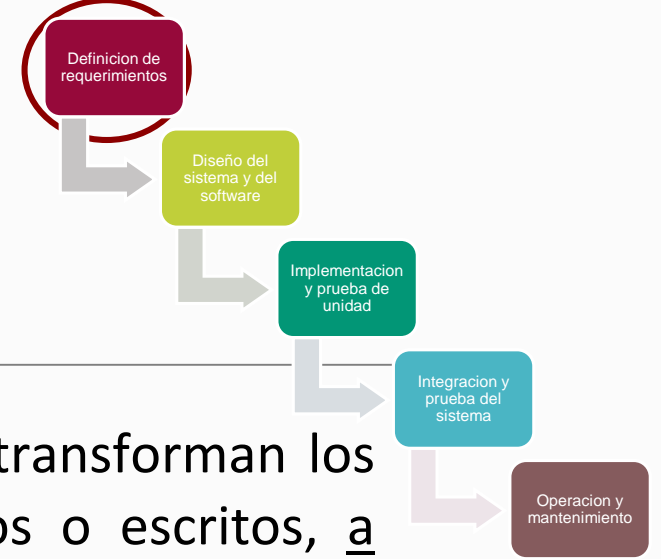 Definicion de
requerimientos
Diseño del
sistema y del
software
Implementacion
y prueba de
unidad
Integracion y
prueba del
sistema
transforman los
os o escritos, a
Operacion y
mantenimiento